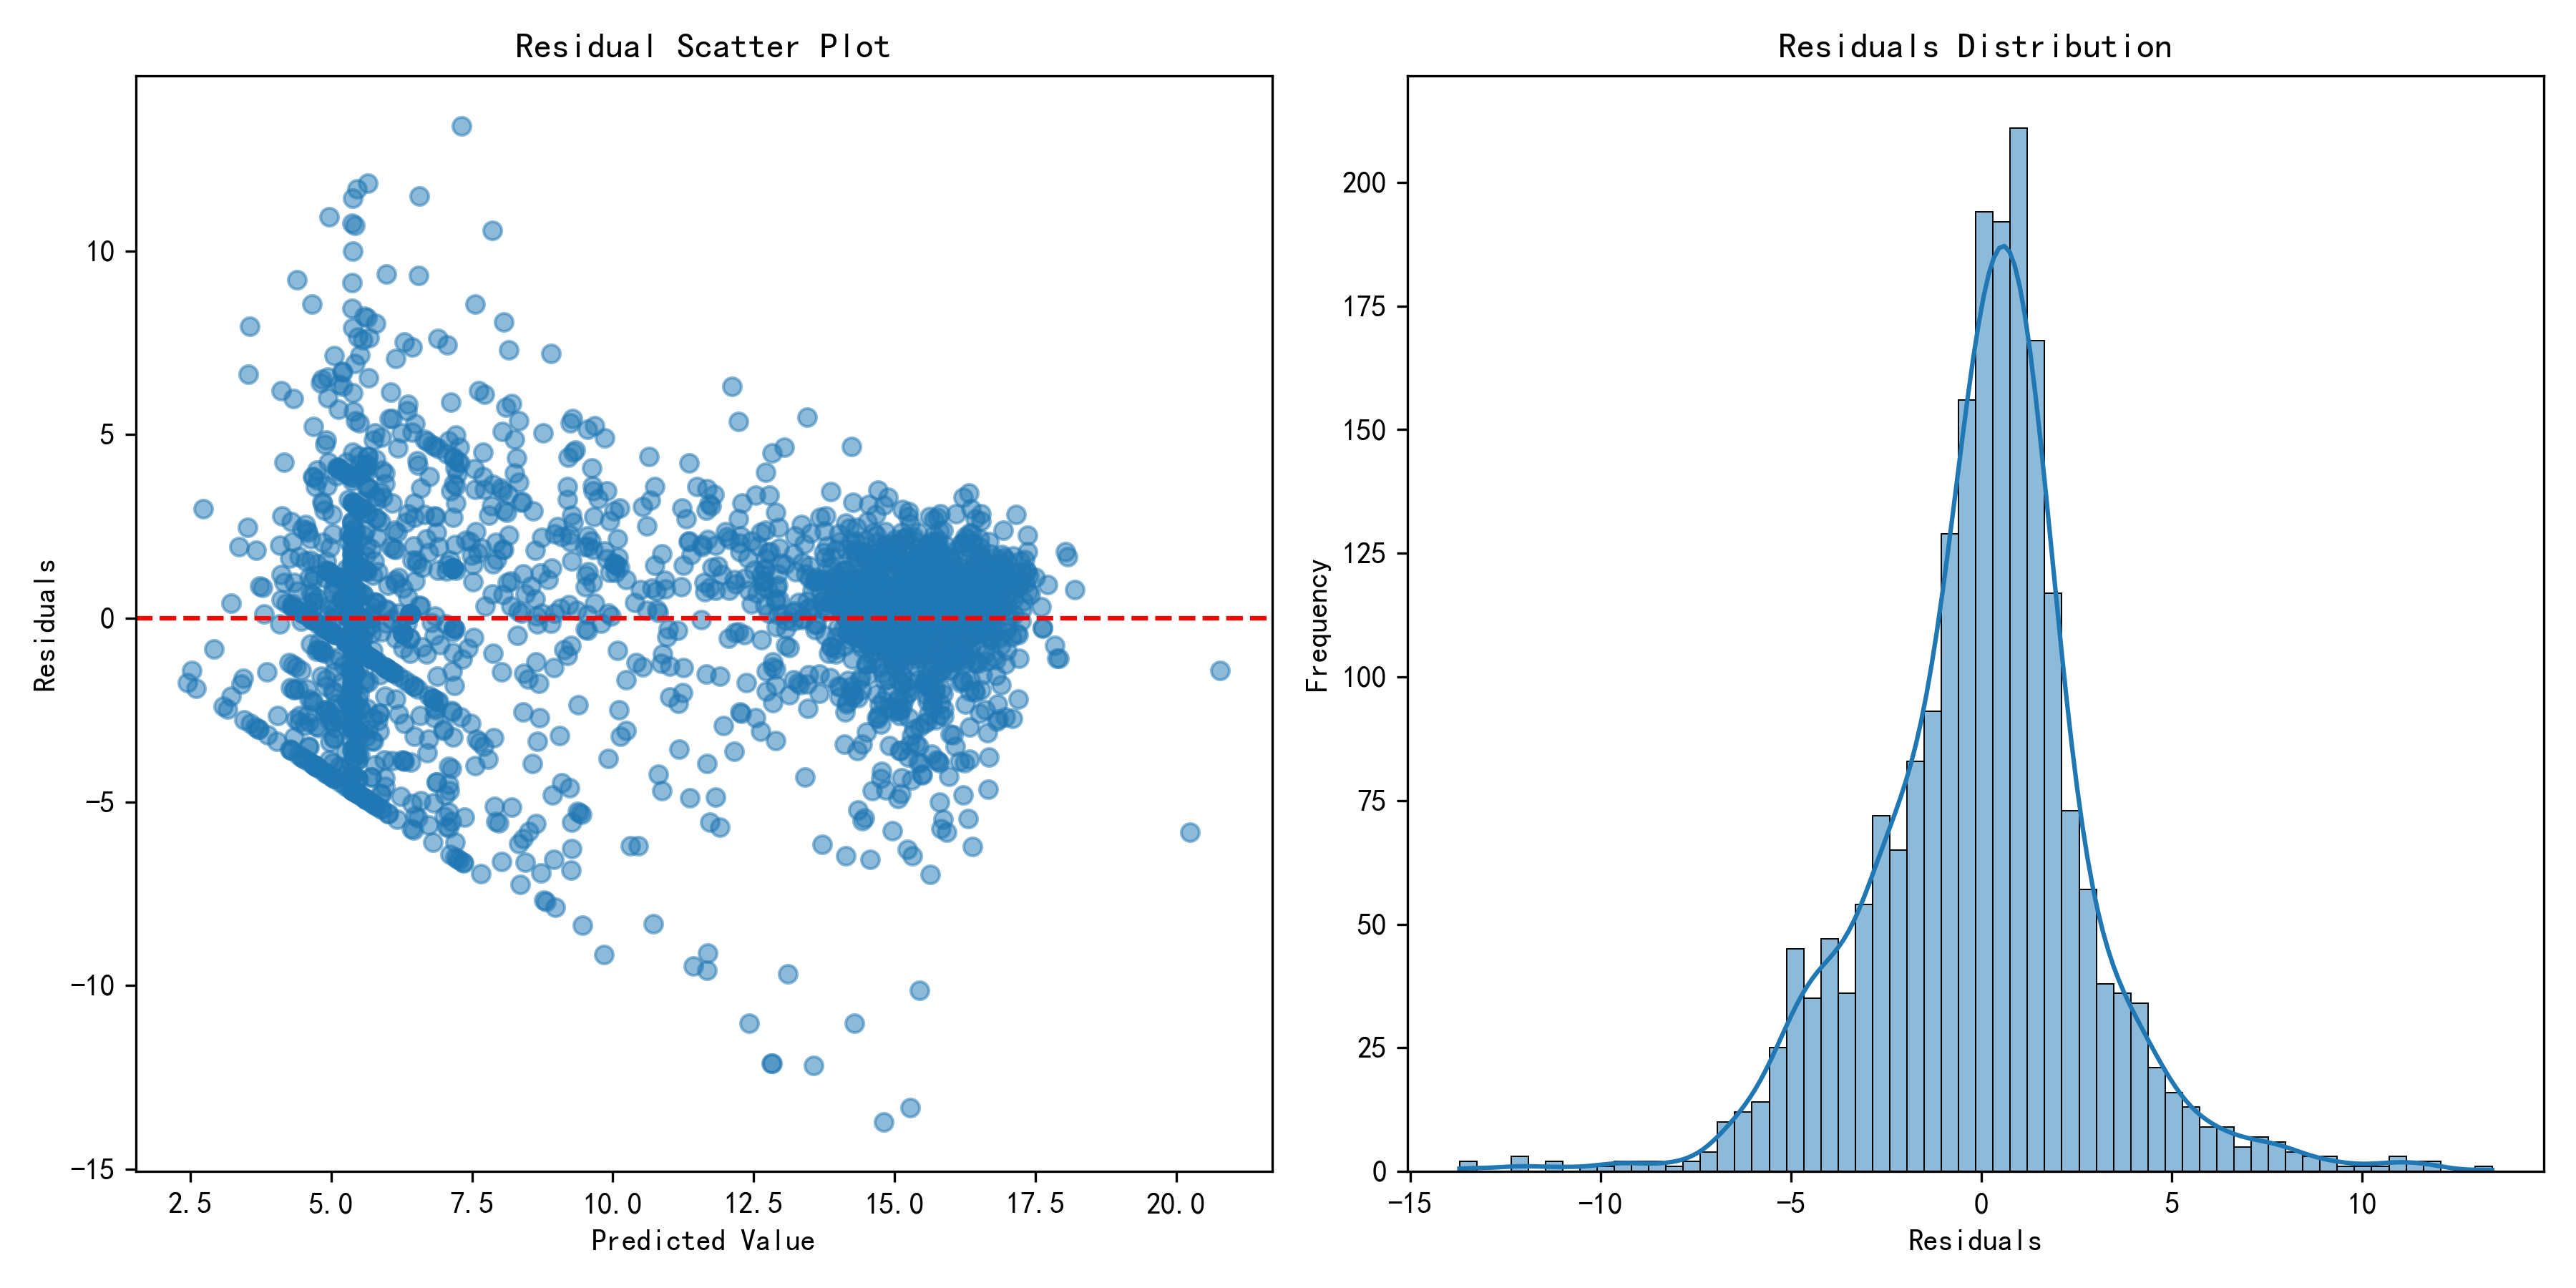 Residual Scatter Plot
Residuals
10
5
0
−5
−10
−15
2.5 5.0 7.5 10.0 12.5 15.0 17.5 20.0
Predicted Value
Residuals Distribution
Frequency
200
175
150
125
100
75
50
25
0
−15 −10 −5 0 5 10
Residuals